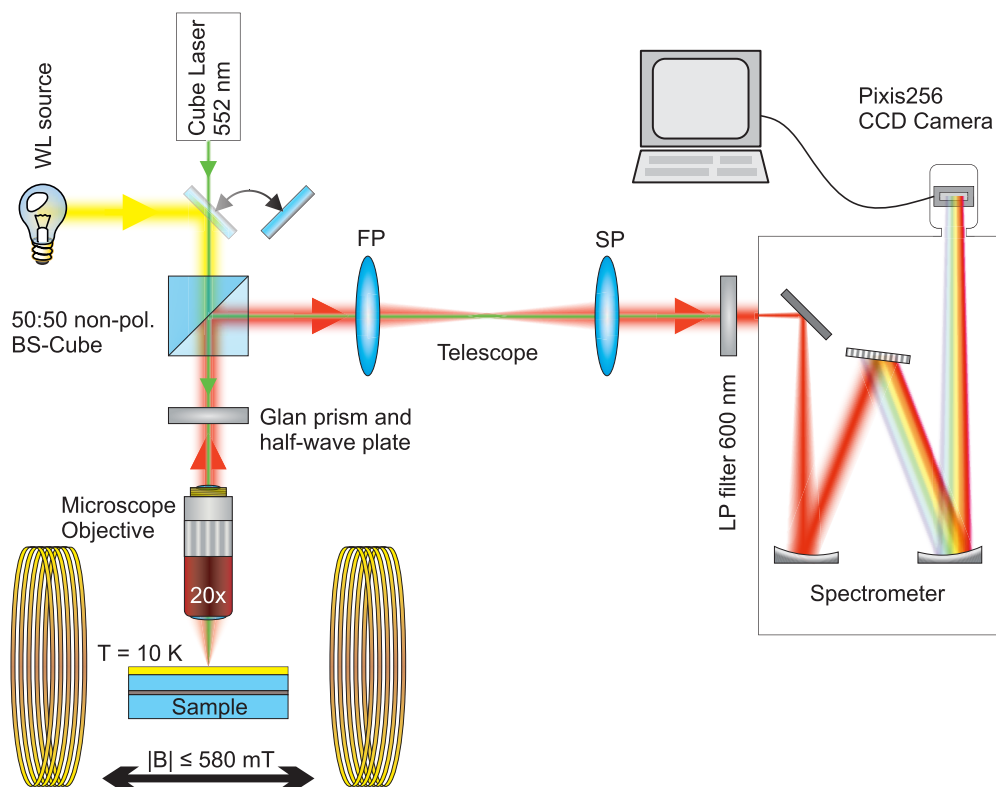 WL source
Cube Laser
552 nm
Pixis256
CCD Camera
FP
SP
50:50 non-pol.
BS-Cube
Telescope
Glan prism and
half-wave plate
LP filter 600 nm
Microscope
Objective
20x
Spectrometer
T = 10 K
Sample
|B| ≤ 580 mT